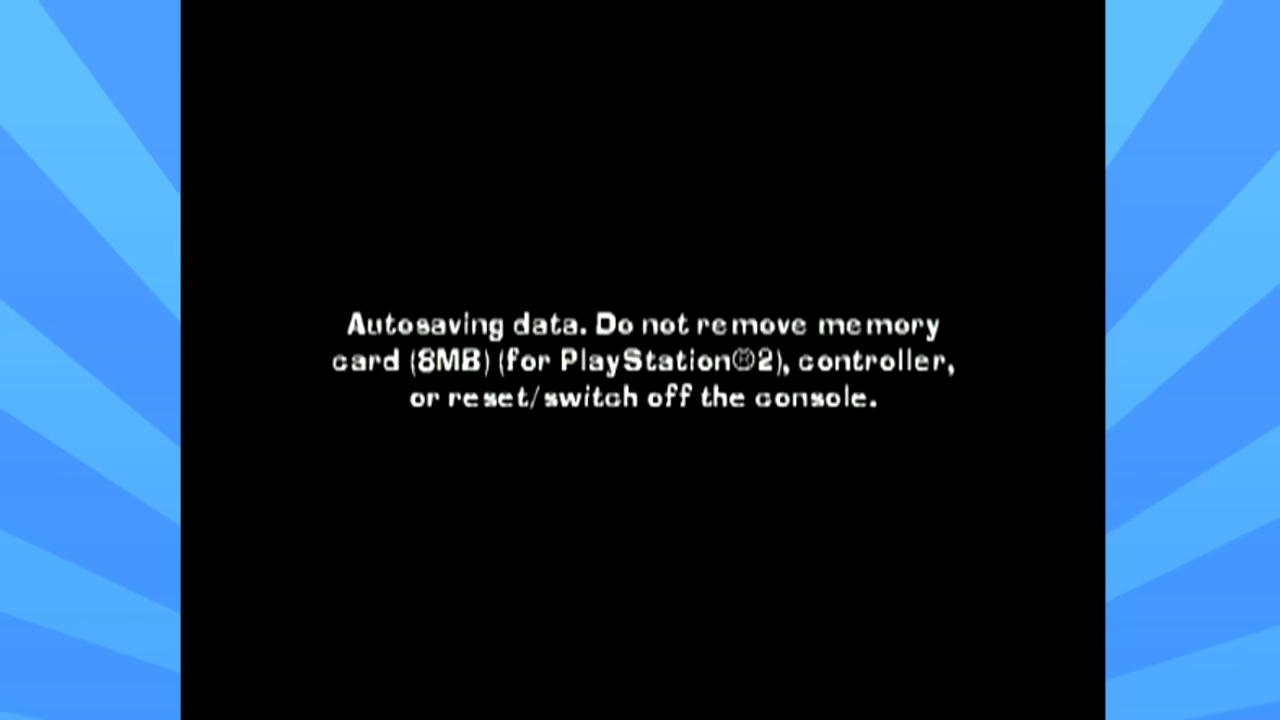 Autosaving data. Do not remove memory
card (8MB) (for PlayStation®2), controller,
or reset/switch off the console.